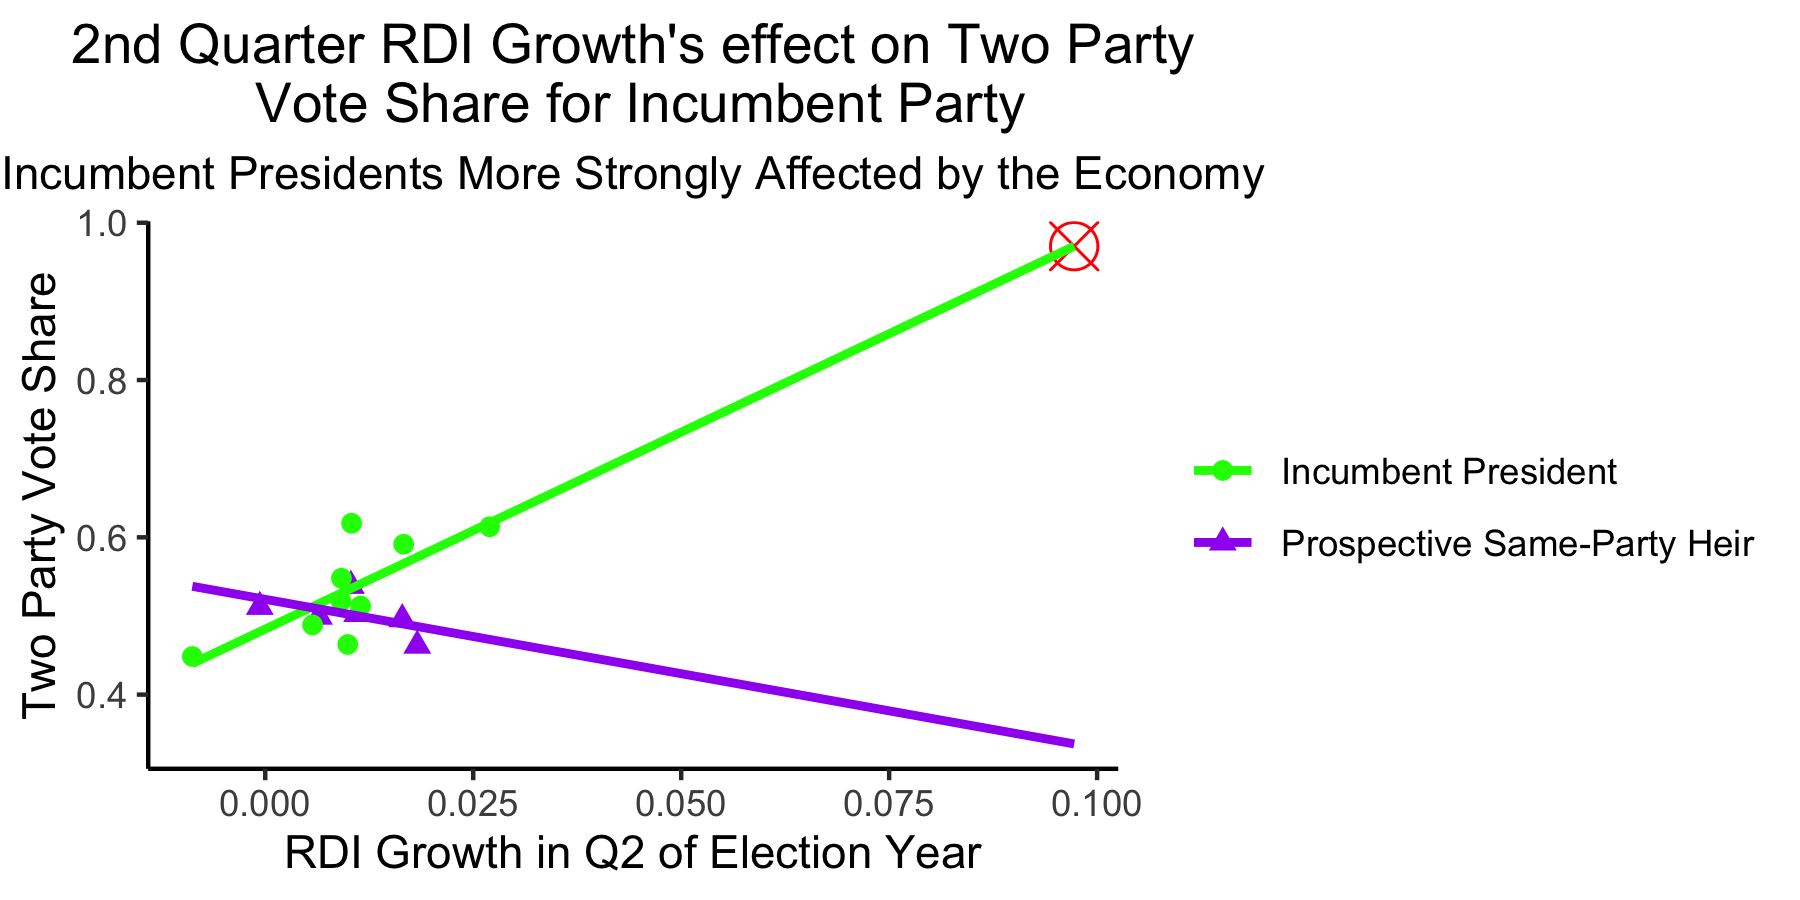 2nd Quarter RDI Growth's effect on Two Party
Vote Share for Incumbent Party
Incumbent Presidents More Strongly Affected by the Economy
Two Party Vote Share
1.0
0.8
0.6
0.4
0.000 0.025 0.050 0.075 0.100
RDI Growth in Q2 of Election Year
Incumbent President
Prospective Same-Party Heir